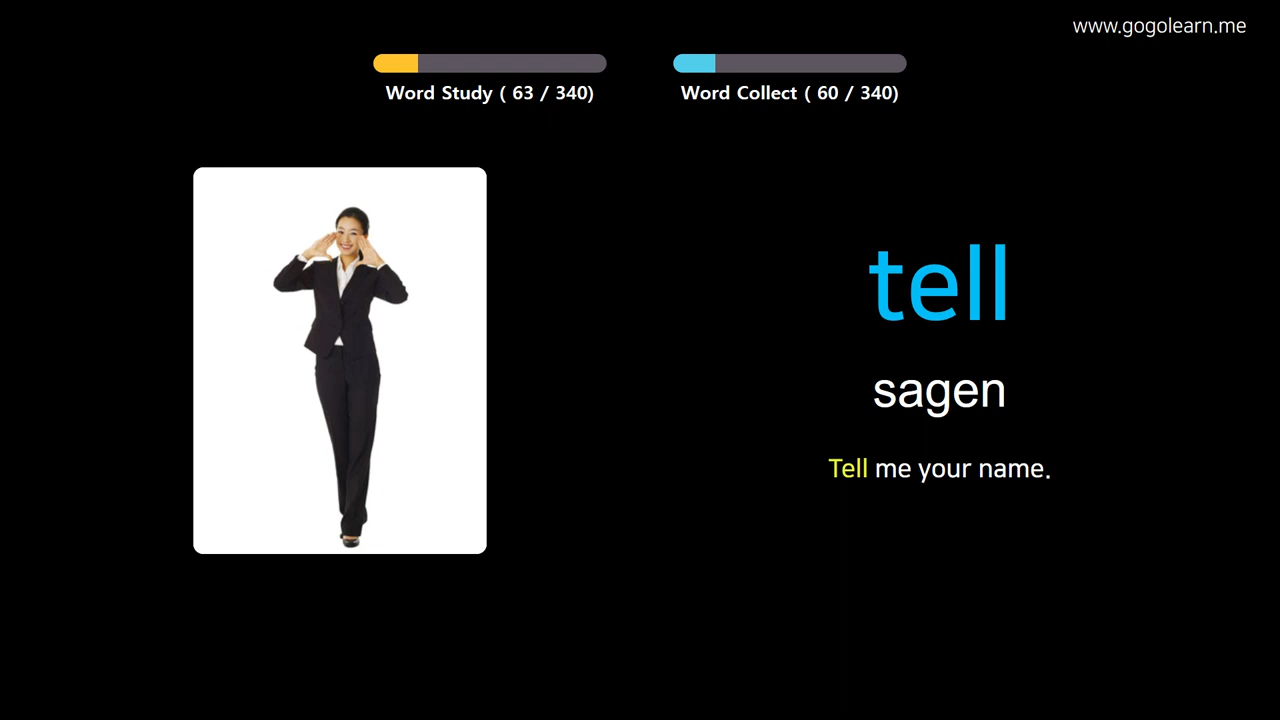 www.gogolearn.me
Word Study ( 63 / 340)
Word Collect ( 60 / 340)
tell
sagen
Tell me your name.